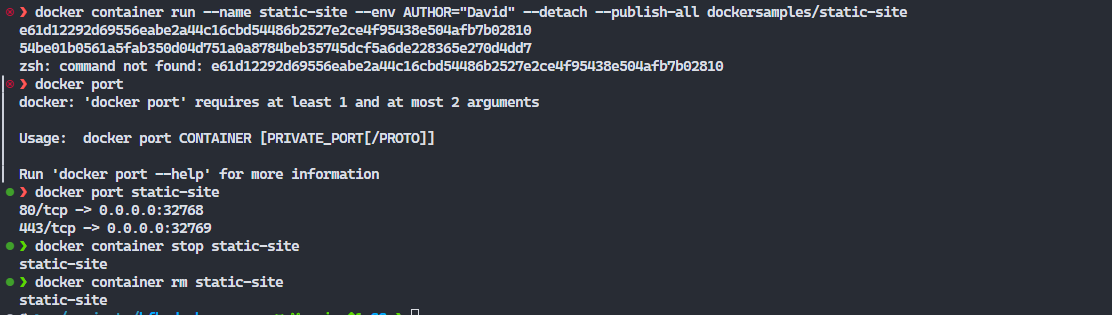 ❯ docker container run --name static-site --env AUTHOR="David" --detach --publish-all dockersamples/static-site
e61d12292d69556eabe2a44c16cbd54486b2527e2ce4f95438e504afb7b02810
54be01b0561a5fab350d04d751a0a8784beb35745dcf5a6de228365e270d4dd7
zsh: command not found: e61d12292d69556eabe2a44c16cbd54486b2527e2ce4f95438e504afb7b02810
❯ docker port
docker: 'docker port' requires at least 1 and at most 2 arguments
Usage:  docker port CONTAINER [PRIVATE_PORT[/PROTO]]
Run 'docker port --help' for more information
❯ docker port static-site
80/tcp -> 0.0.0.0:32768
443/tcp -> 0.0.0.0:32769
❯ docker container stop static-site
static-site
❯ docker container rm static-site
static-site